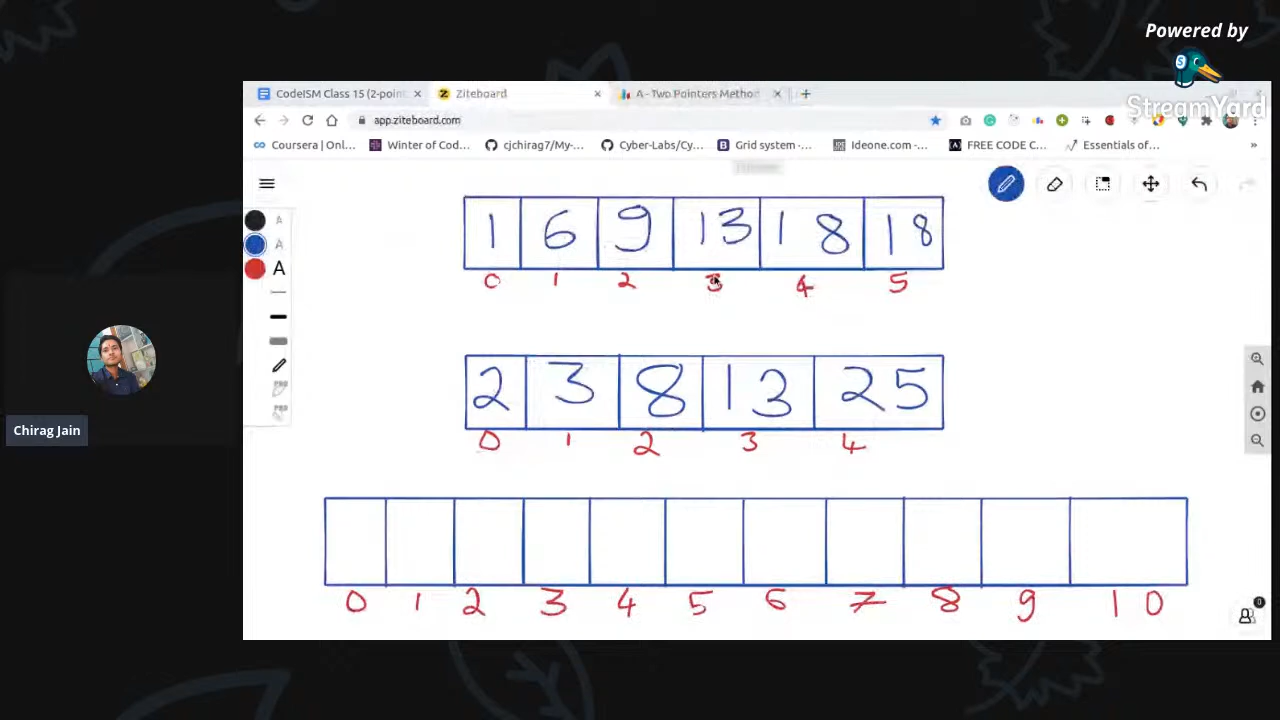 Powered by
StreamYard
CodeISM Class 15 (2-poin
Ziteboard
A - Two Pointers Method
app.ziteboard.com
Coursera | Onl...
Winter of Cod...
cjchirag7/My-...
Cyber-Labs/Cy...
Grid system ·...
Ideone.com -...
FREE CODE C...
Essentials of...
1 6 9 13 18 18
0 1 2 3 4 5
2 3 8 13 25
0 1 2 3 4
0 1 2 3 4 5 6 7 8 9 10
A
A
A
Chirag Jain
0